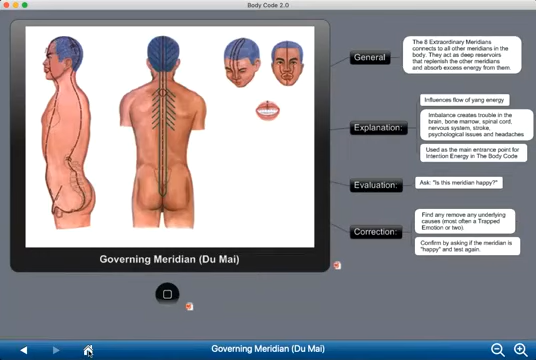 Body Code 2.0
Governing Meridian (Du Mai)
General
The 8 Extraordinary Meridians
connects to all other meridians in the
body. They act as deep reservoirs
that replenish the other meridians
and absorb excess energy from them
Explanation:
Influences flow of yang energy
Imbalance creates trouble in the
brain, bone marrow, spinal cord,
nervous system, stroke,
psychological issues and headaches
Used as the main entrance point for
Intention Energy in The Body Code
Evaluation:
Ask: "Is this meridian happy?"
Correction:
Find any remove any underlying
causes (most often a Trapped
Emotion or two).
Confirm by asking if the meridian is
"happy" and test again.
Governing Meridian (Du Mai)